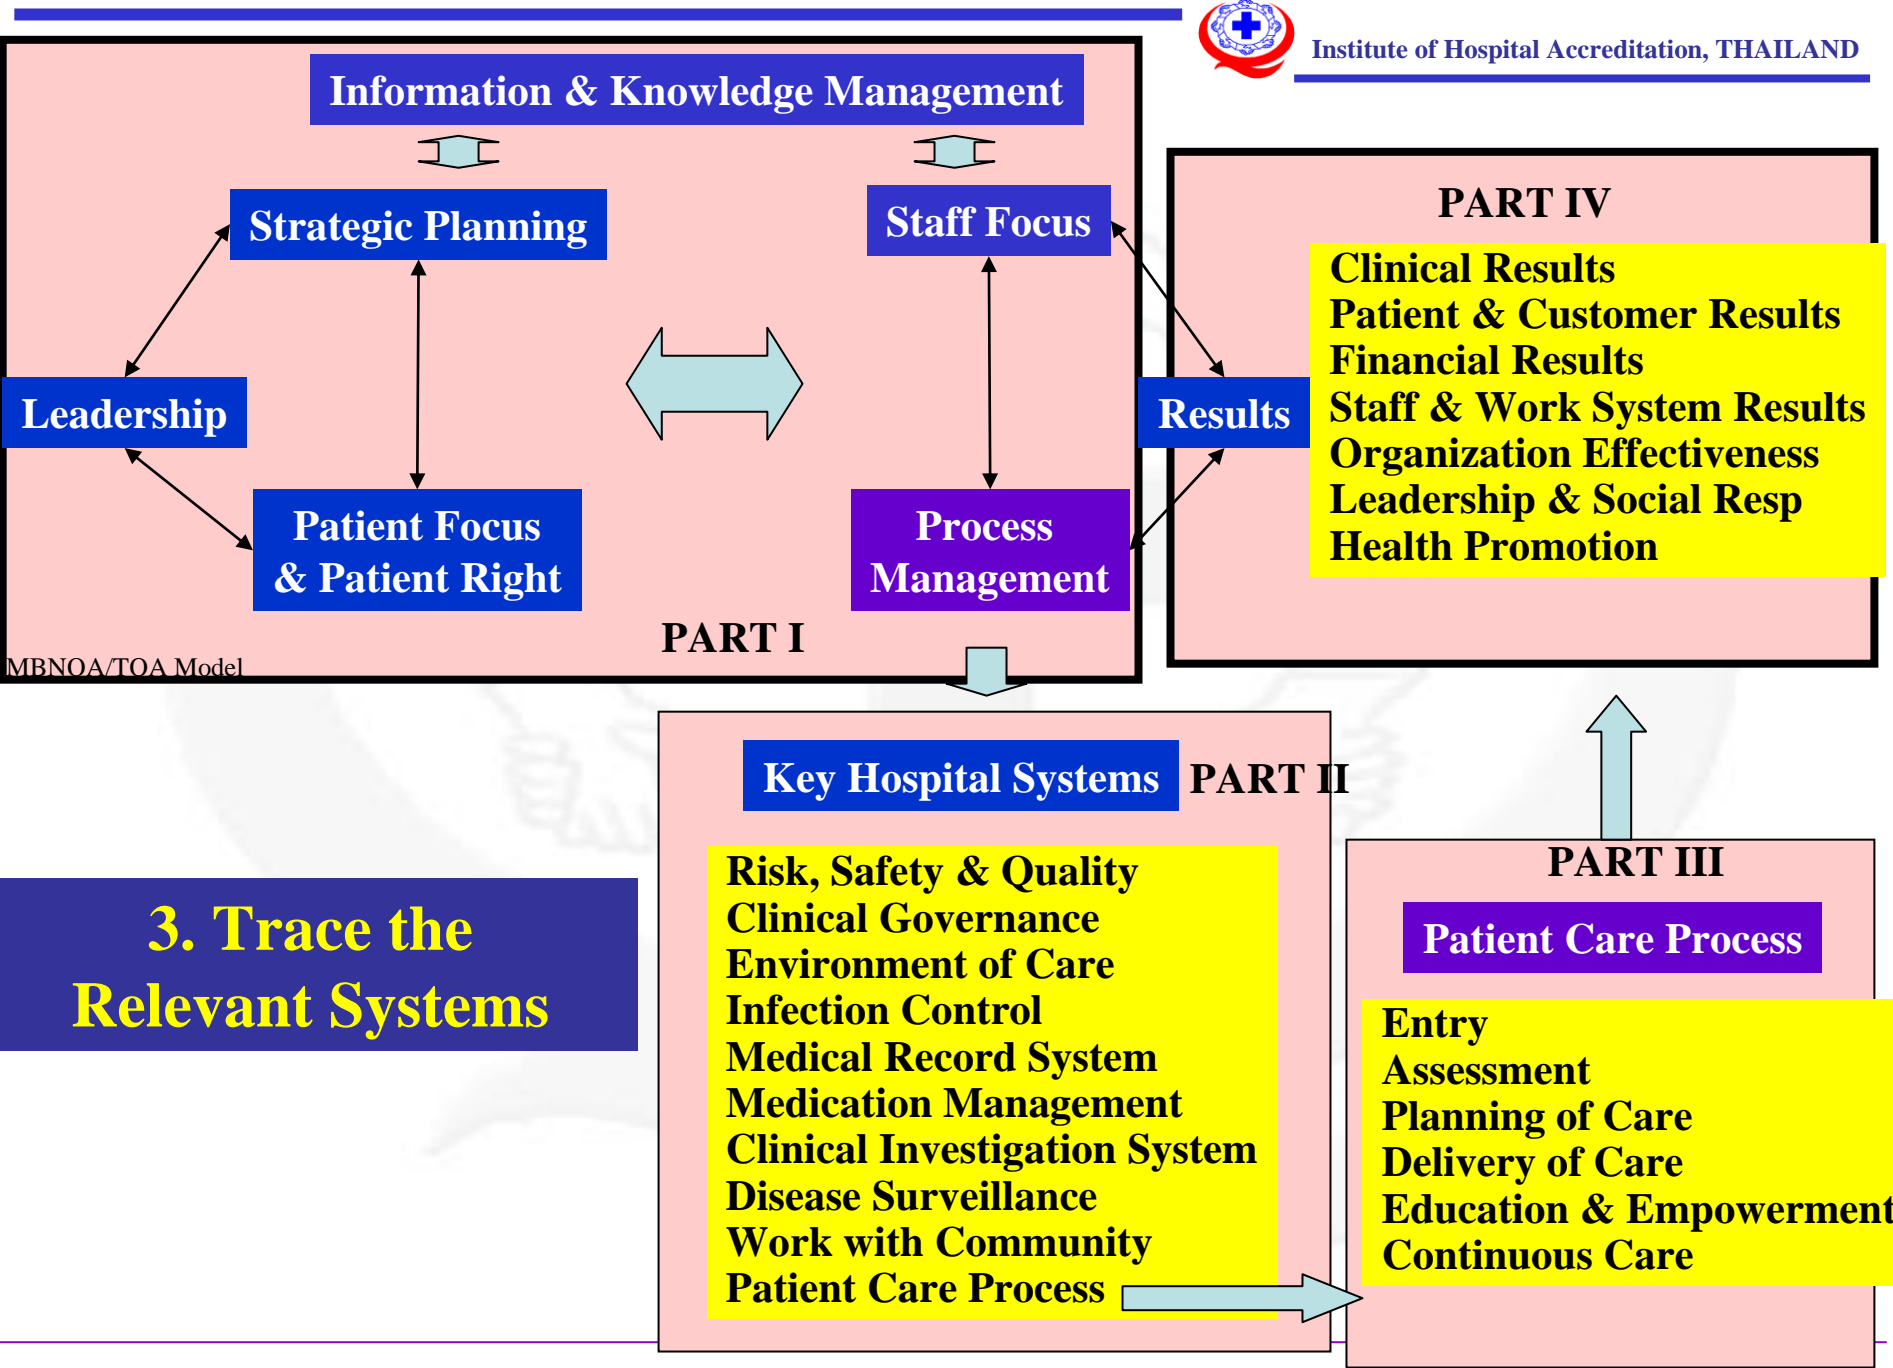 Institute of Hospital Accreditation, THAILAND
Information & Knowledge Management
Strategic Planning
Staff Focus
Leadership
Results
Patient Focus
& Patient Right
Process
Management
PART I
MBNQA/TQA Model
PART IV
Clinical Results
Patient & Customer Results
Financial Results
Staff & Work System Results
Organization Effectiveness
Leadership & Social Resp
Health Promotion
Key Hospital Systems
PART II
Risk, Safety & Quality
Clinical Governance
Environment of Care
Infection Control
Medical Record System
Medication Management
Clinical Investigation System
Disease Surveillance
Work with Community
Patient Care Process
PART III
Patient Care Process
Entry
Assessment
Planning of Care
Delivery of Care
Education & Empowerment
Continuous Care
3. Trace the
Relevant Systems